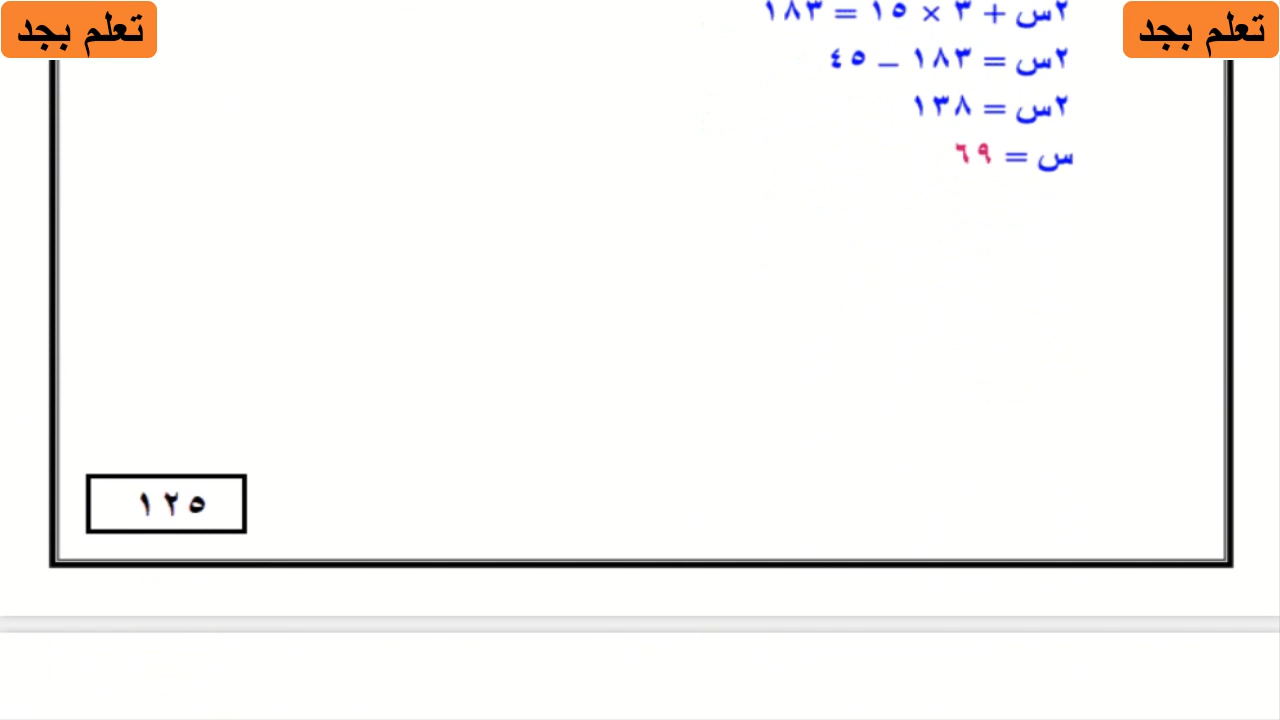 تعلم بجد
تعلم بجد
٢س + ٣ × ١٥ = ١٨٣
٢س = ١٨٣ – ٤٥
٢س = ١٣٨
س = ٦٩
١٢٥